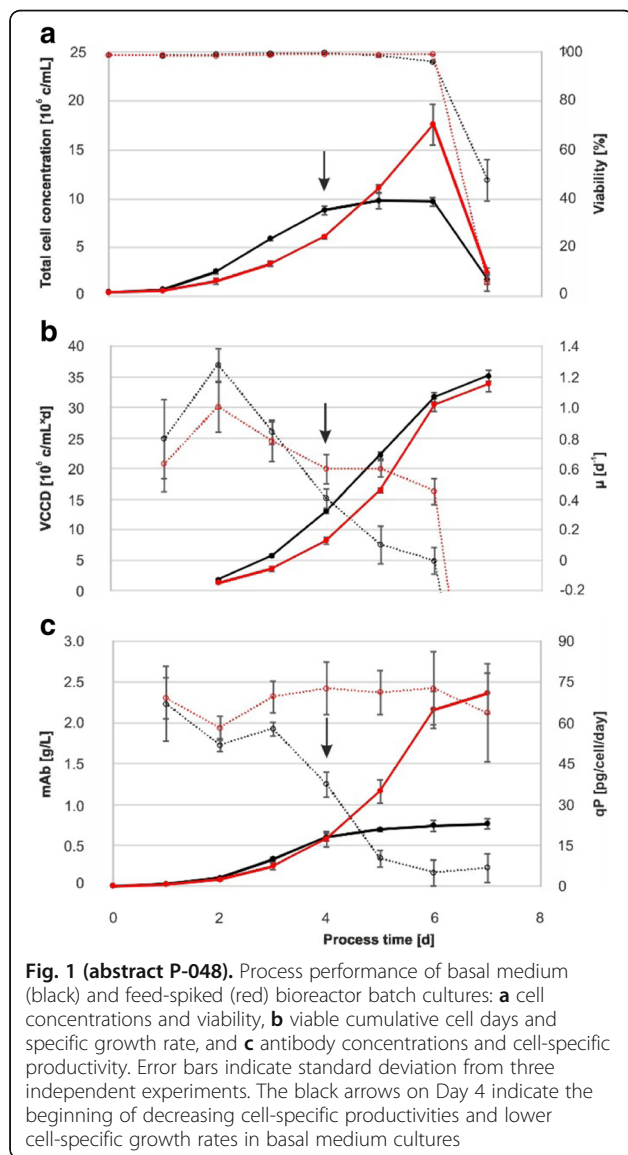 a
25
20
15
10
5
0
Total cell concentration [10⁶ c/mL]
100
80
60
40
20
0
Viability [%]
b
40
35
30
25
20
15
10
5
0
VCCD [10⁶ c/mL*d]
1.4
1.2
1.0
0.8
0.6
0.4
0.2
0
-0.2
µ [d⁻¹]
c
3.0
2.5
2.0
1.5
1.0
0.5
0
mAb [g/L]
90
75
60
45
30
15
0
qP [pg/cell/day]
0 2 4 6 8
Process time [d]
Fig. 1 (abstract P-048). Process performance of basal medium
(black) and feed-spiked (red) bioreactor batch cultures: a cell
concentrations and viability, b viable cumulative cell days and
specific growth rate, and c antibody concentrations and cell-specific
productivity. Error bars indicate standard deviation from three
independent experiments. The black arrows on Day 4 indicate the
beginning of decreasing cell-specific productivities and lower
cell-specific growth rates in basal medium cultures